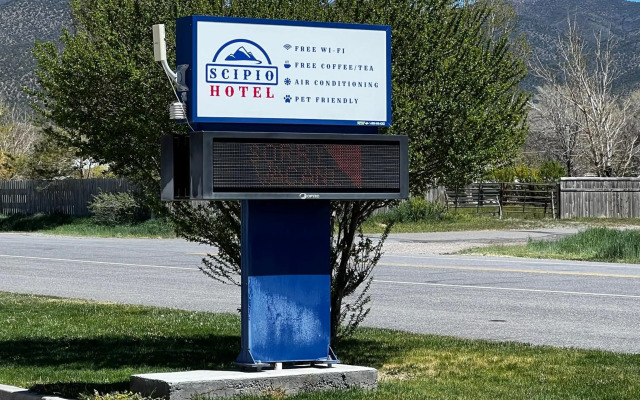 SCIPIO
HOTEL
FREE WI-FI
FREE COFFEE/TEA
AIR CONDITIONING
PET FRIENDLY